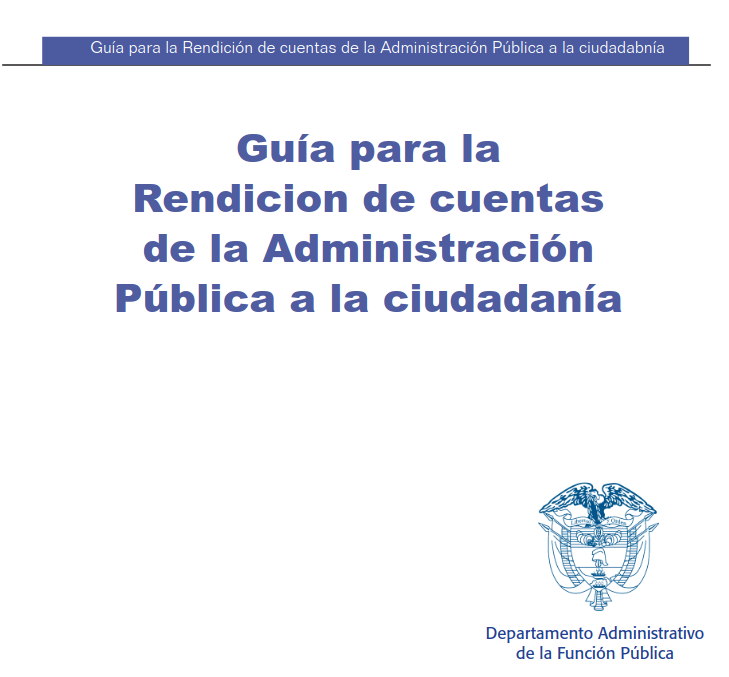 Guía para la Rendición de cuentas de la Administración Pública a la ciudadabnía
Guía para la
Rendicion de cuentas
de la Administración
Pública a la ciudadanía
Departamento Administrativo
de la Función Pública